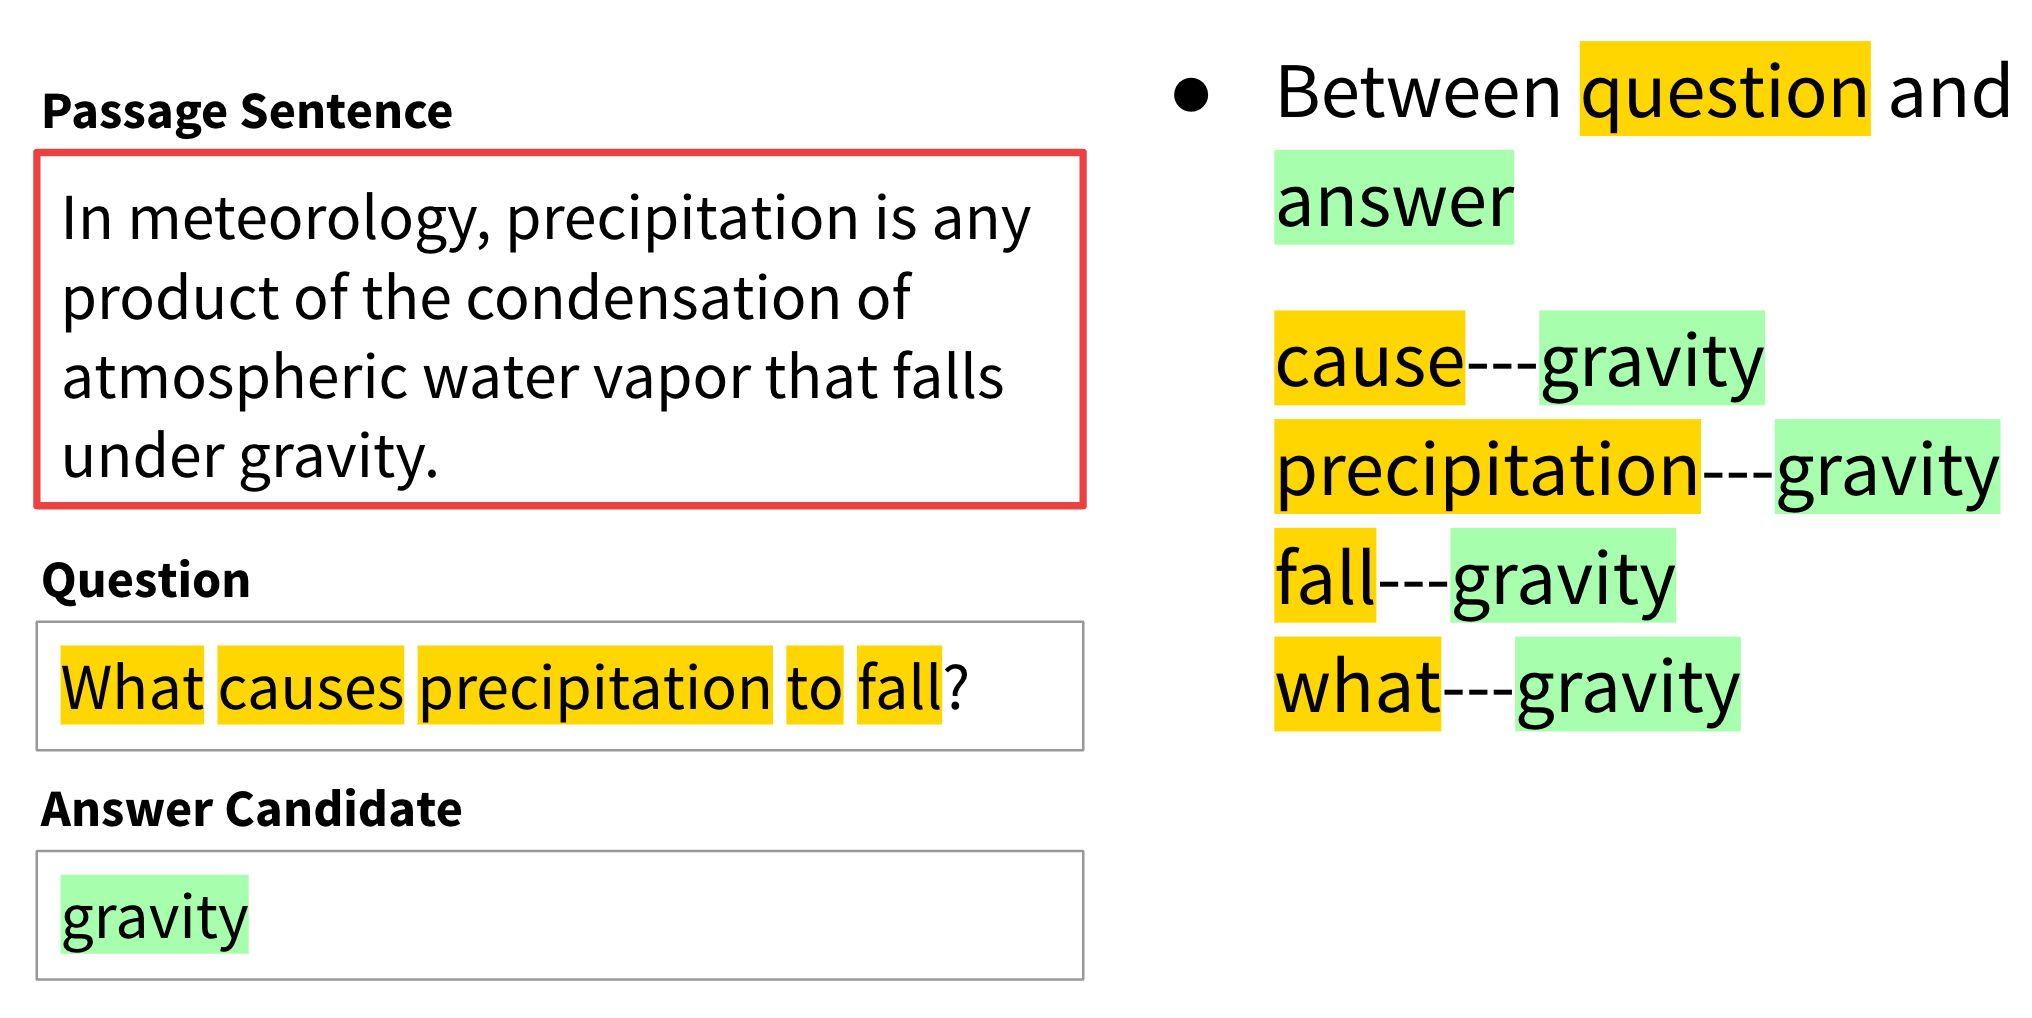 Passage Sentence
In meteorology, precipitation is any
product of the condensation of
atmospheric water vapor that falls
under gravity.
Question
What causes precipitation to fall?
Answer Candidate
gravity
● Between question and
answer
cause---gravity
precipitation---gravity
fall---gravity
what---gravity